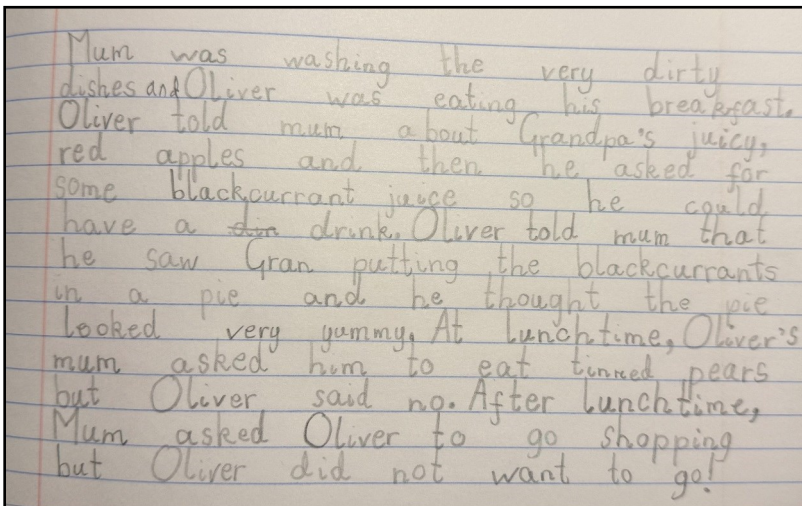 Mum was washing the very dirty
dishes and Oliver was eating his breakfast.
Oliver told mum about Grandpa's juicy,
red apples and then he asked for
some blackcurrant juice so he could
have a drink. Oliver told mum that
he saw Gran putting the blackcurrants
in a pie and he thought the pie
looked very yummy. At lunchtime, Oliver's
mum asked him to eat tinned pears
but Oliver said no. After lunchtime,
Mum asked Oliver to go shopping
but Oliver did not want to go!